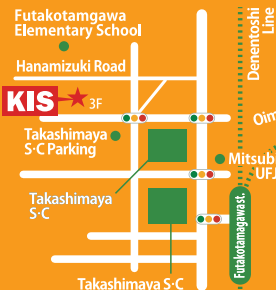 Futakotamgawa
Elementary School
Denentoshi
Line
Hanamizuki Road
KIS
3F
Takashimaya
S·C Parking
Mitsub
UFJ
Takashimaya
S·C
Futakotamagawast.
Takashimaya S·C